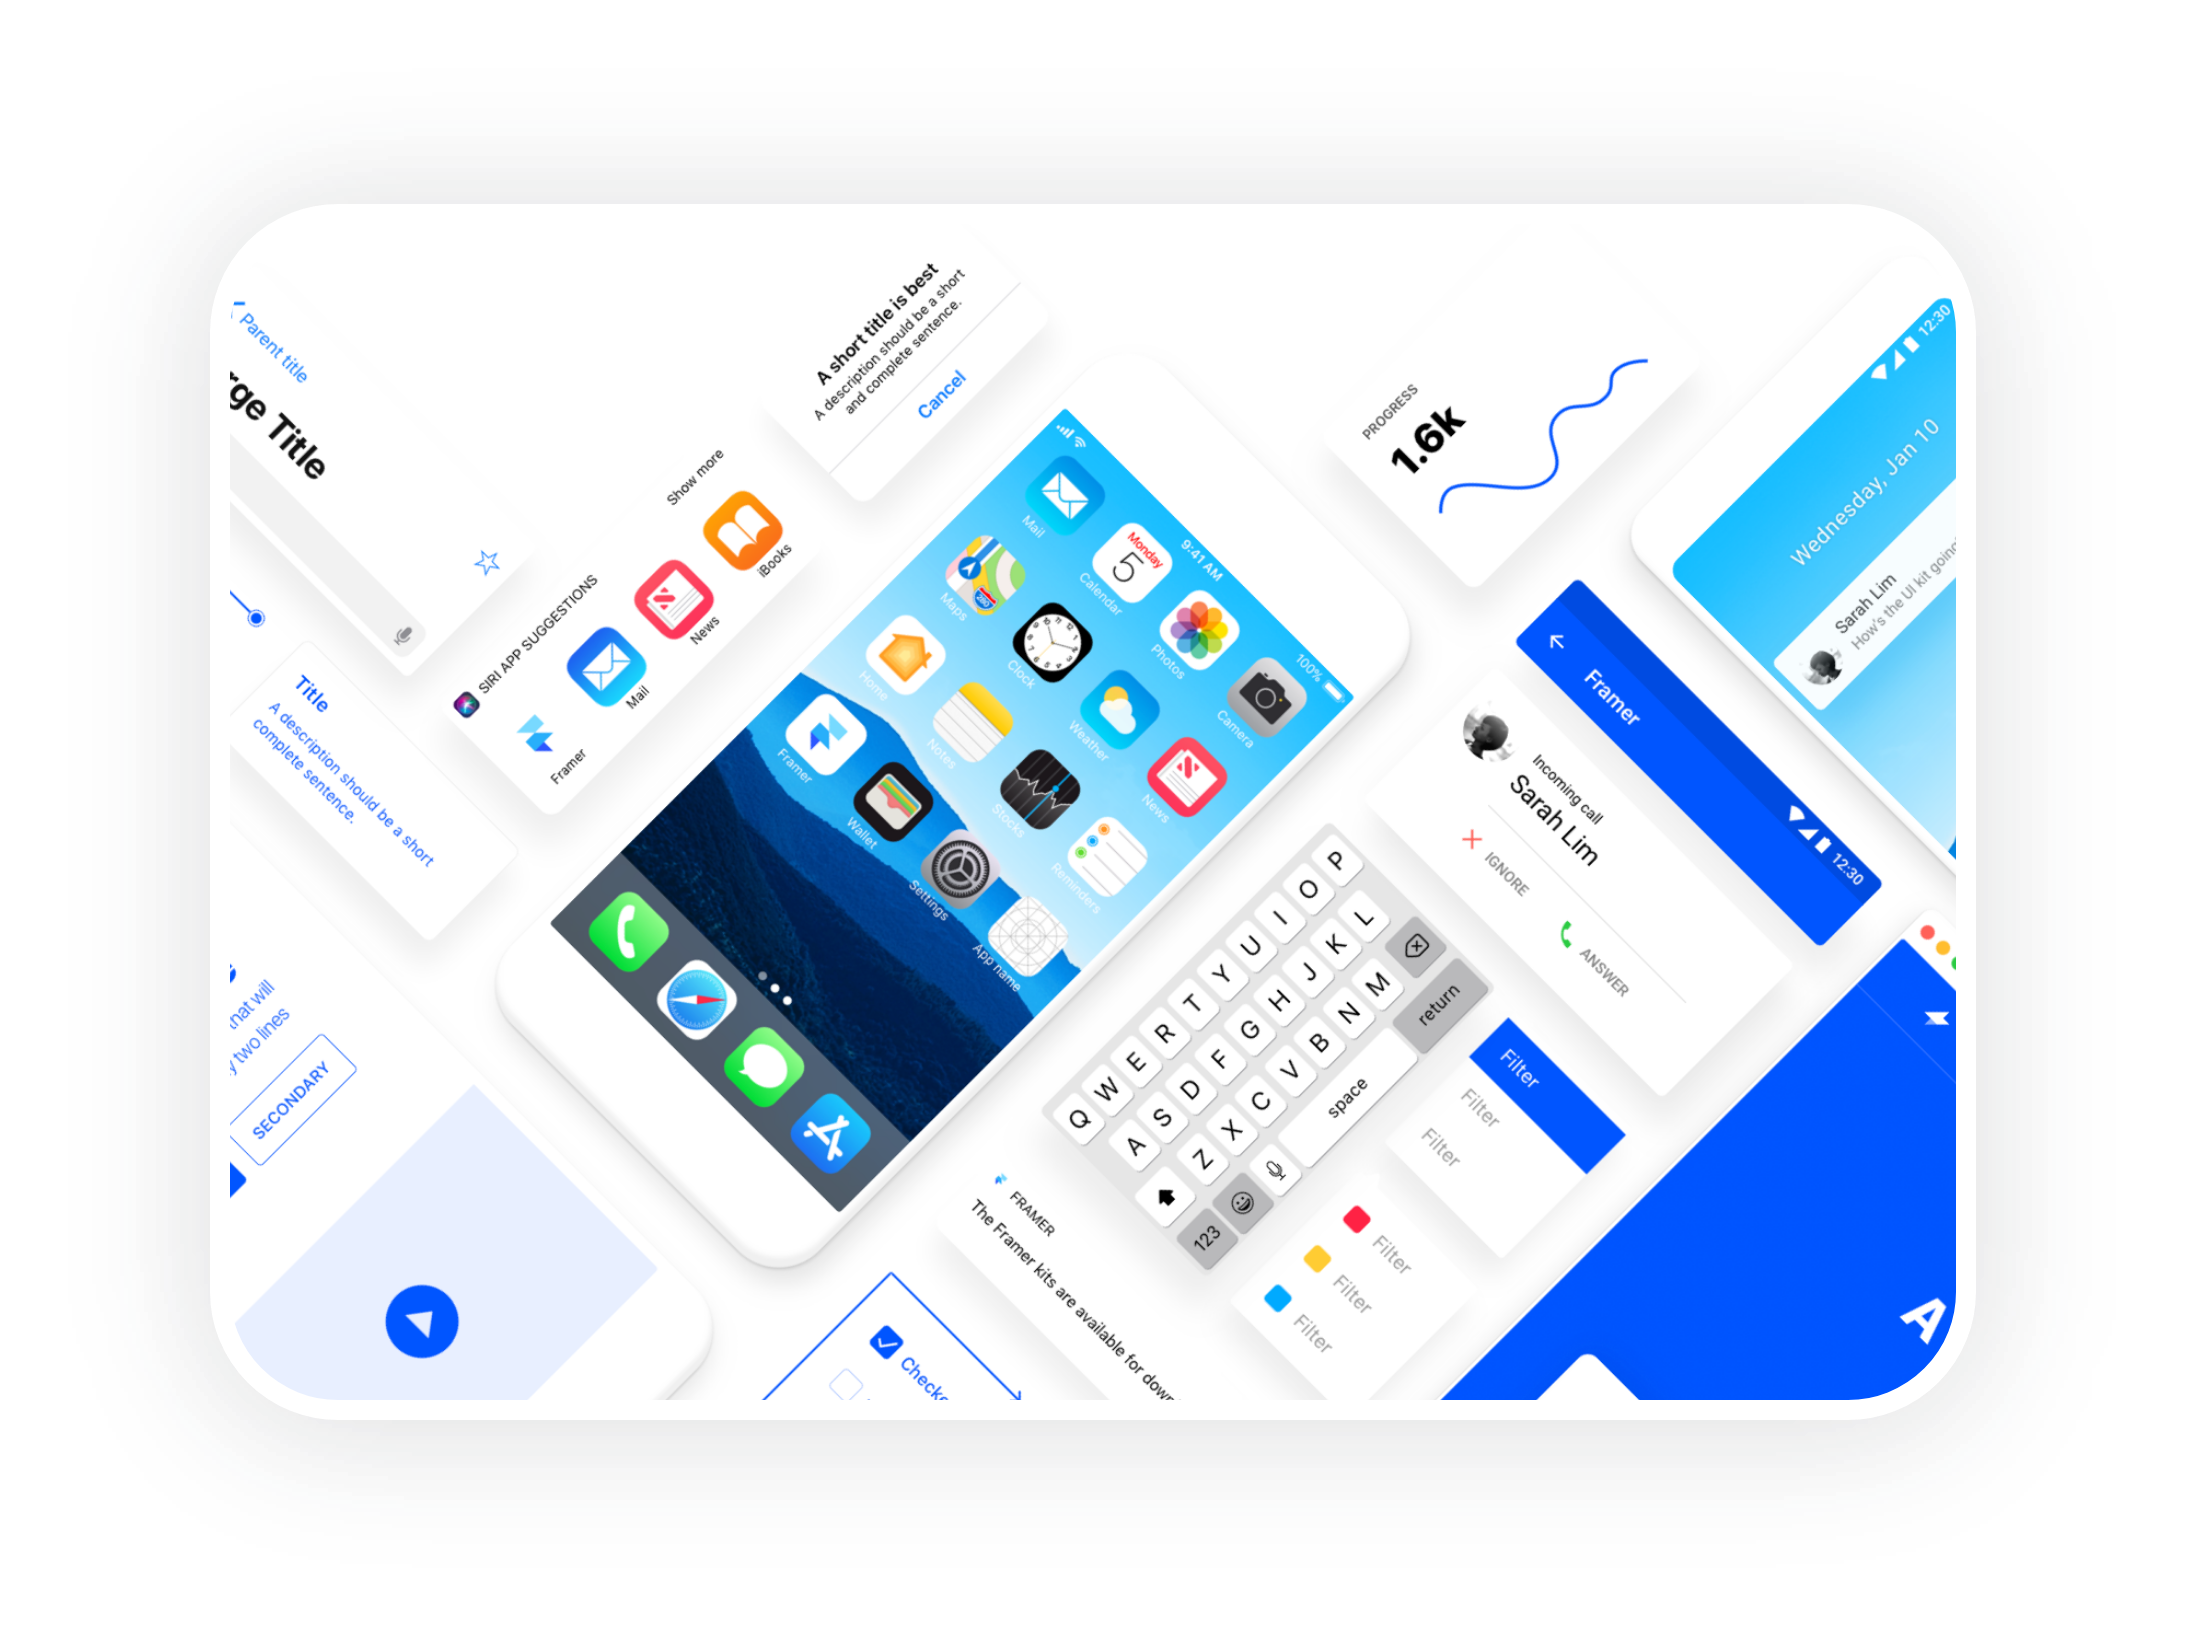 Parent title
rge Title
Title
A description should be a short
complete sentence.
that will
y two lines
SECONDARY
Show more
SIRI APP SUGGESTIONS
Framer
Mail
News
iBooks
A short title is best
A description should be a short
and complete sentence.
Cancel
9:41 AM
100%
Mail
Monday
5
Calendar
Photos
Camera
280
Maps
Clock
Weather
News
Home
Notes
Stocks
Reminders
Framer
Wallet
Settings
App name
PROGRESS
1.6k
12:30
Wednesday, Jan 10
Sarah Lim
How's the UI kit going
Framer
12:30
Incoming call
Sarah Lim
IGNORE
ANSWER
Q W E R T Y U I O P
A S D F G H J K L
Z X C V B N M
123
space
return
Filter
Filter
Filter
Filter
Filter
Filter
FRAMER
The Framer kits are available for down
Checkc
A